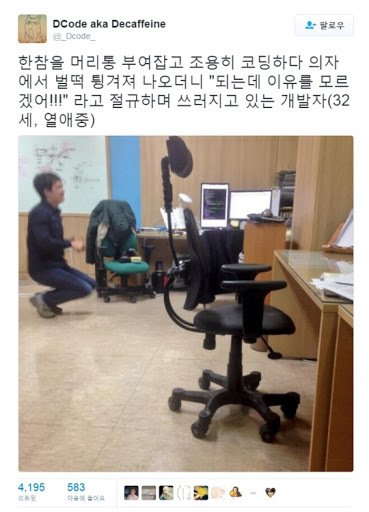 DCode aka Decaffeine
@_Dcode_
팔로우
한참을 머리통 부여잡고 조용히 코딩하다 의자
에서 벌떡 튕겨져 나오더니 "되는데 이유를 모르
겠어!!!" 라고 절규하며 쓰러지고 있는 개발자(32
세, 열애중)
4,195 583
리트윗 마음에 들어요